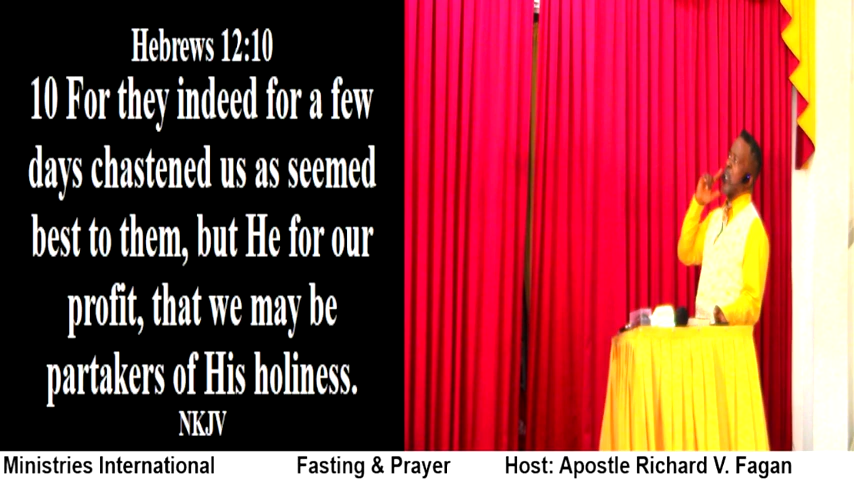 Hebrews 12:10
10 For they indeed for a few
days chastened us as seemed
best to them, but He for our
profit, that we may be
partakers of His holiness.
NKJV
Ministries International Fasting & Prayer Host: Apostle Richard V. Fagan